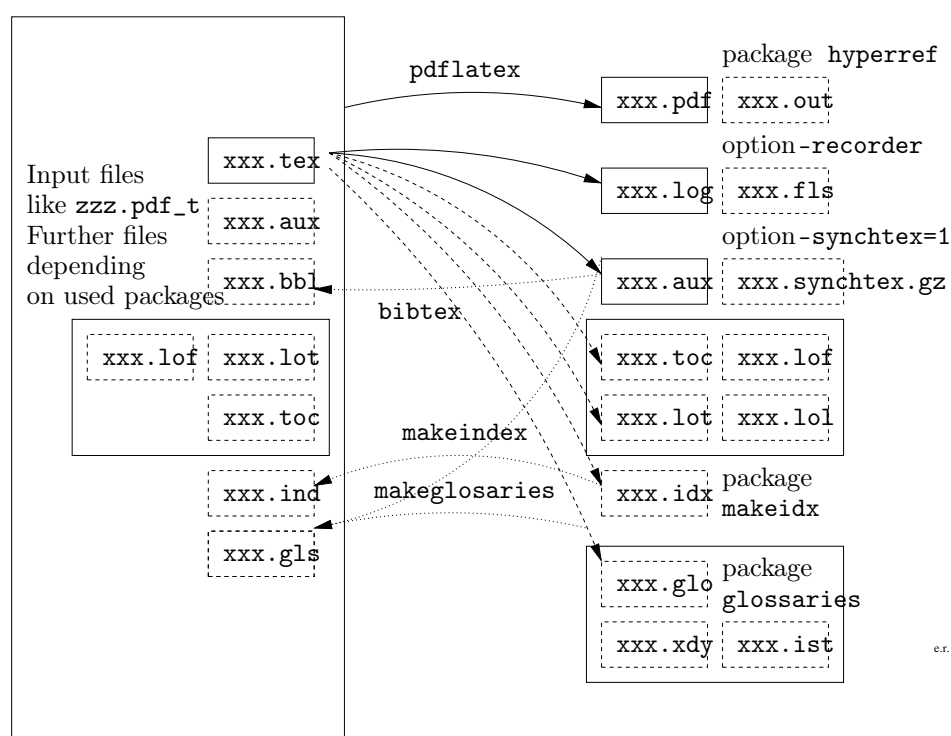 package hyperref
pdflatex
xxx.pdf xxx.out
option-recorder
xxx.tex
Input files
like zzz.pdf_t
Further files
depending
on used packages
xxx.log xxx.fls
xxx.aux
option-synchtex=1
xxx.bbl
xxx.aux xxx.synchtex.gz
bibtex
xxx.lof xxx.lot
xxx.toc xxx.lof
xxx.toc
xxx.lot xxx.lol
makeindex
xxx.ind
makeglosaries
xxx.idx
package
makeidx
xxx.gls
xxx.glo
package
glossaries
xxx.xdy xxx.ist
e.r.